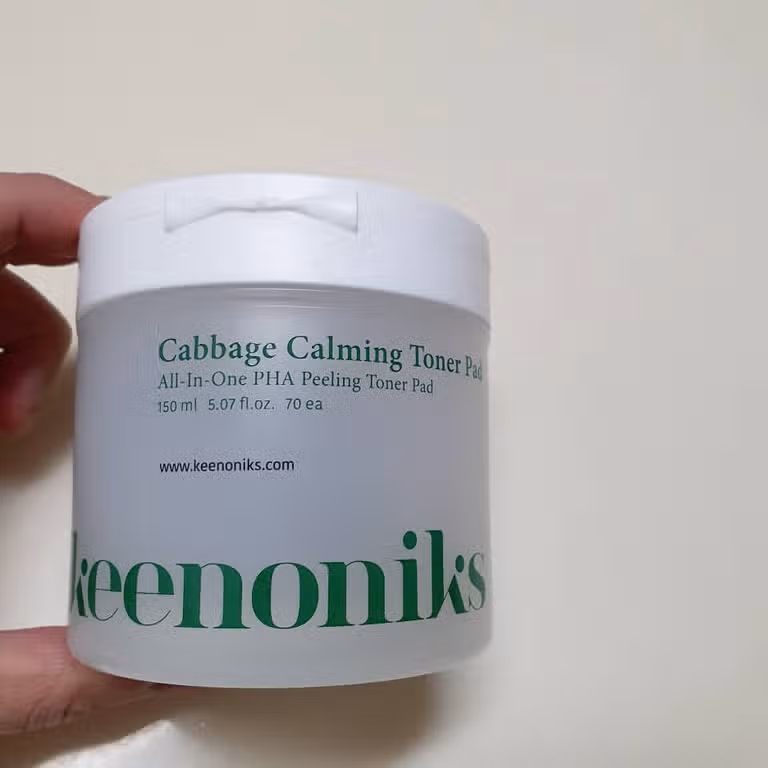 Cabbage Calming Toner Pad
All-In-One PHA Peeling Toner Pad
150 ml 5.07 fl.oz. 70 ea
www.keenoniks.com
keenoniks